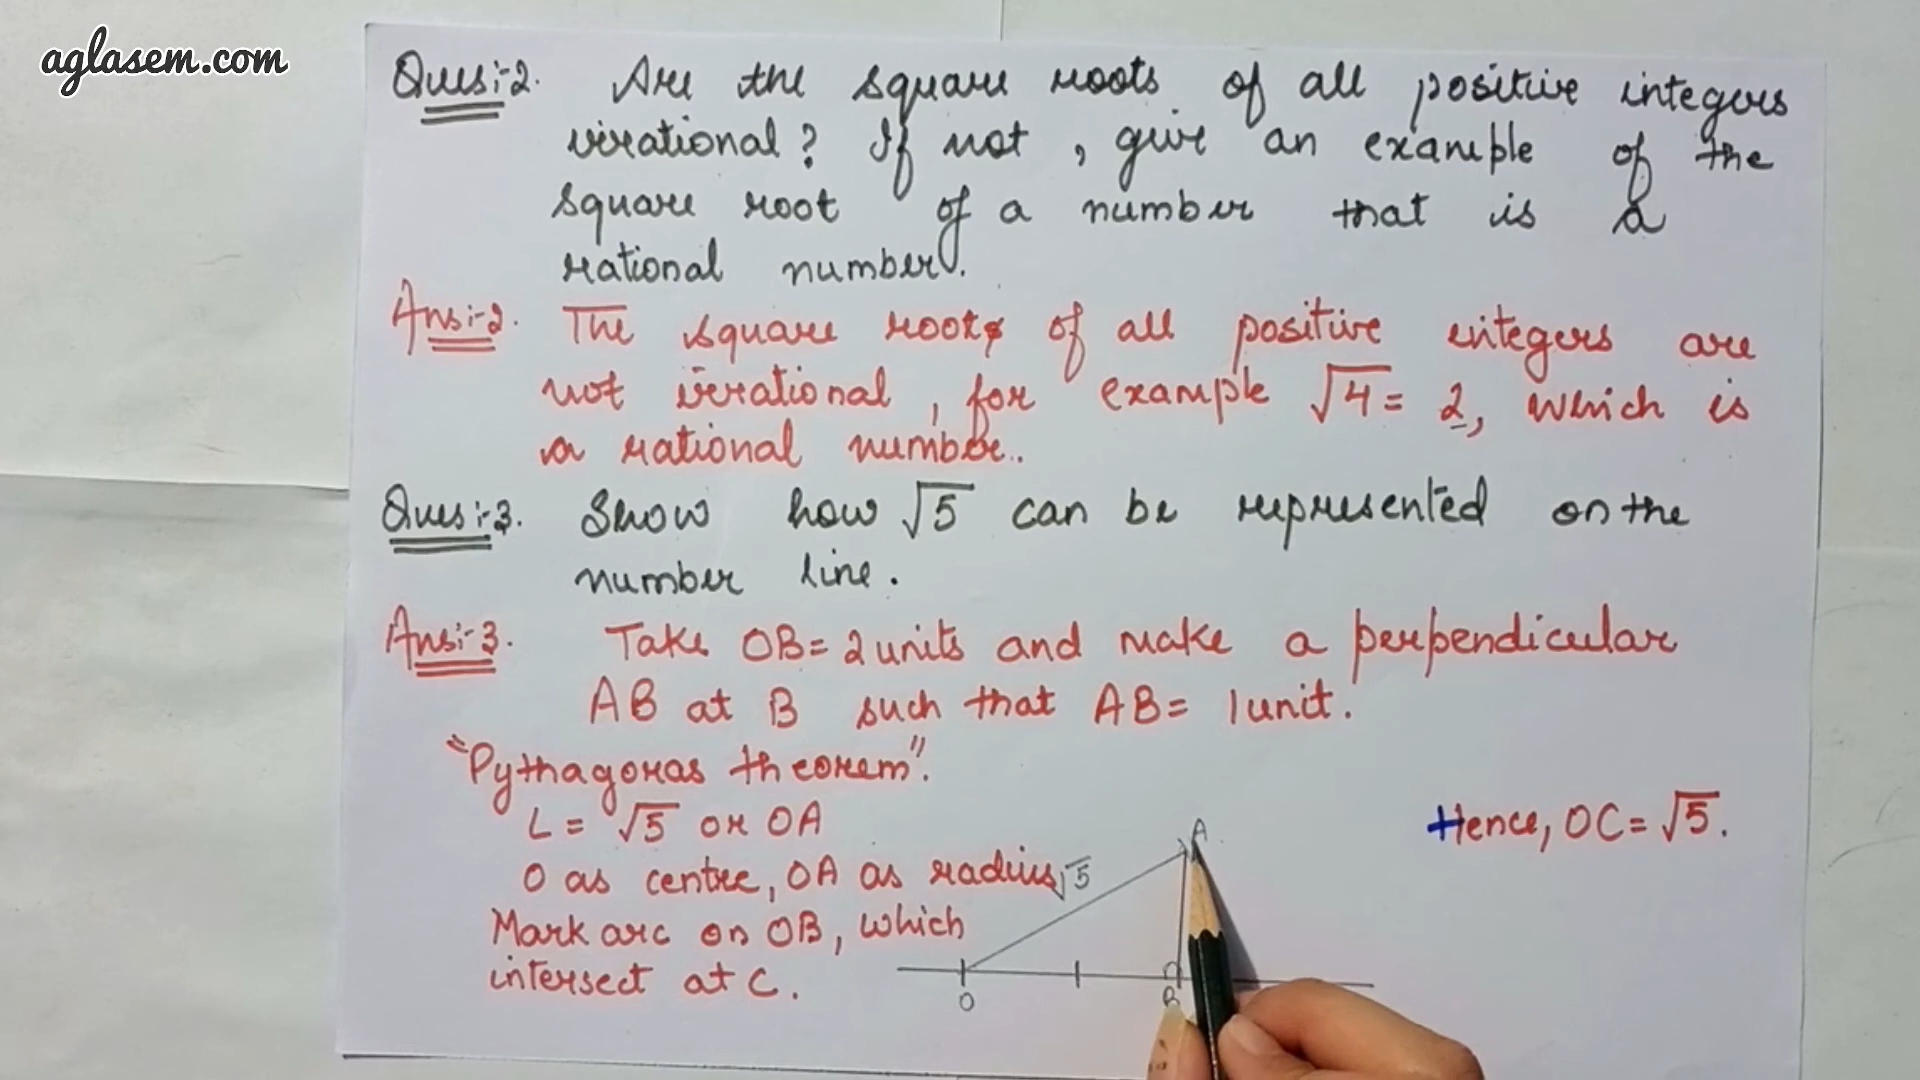 aglasem.com
Ques:-2. Are the square roots of all positive integers
irrational? If not, give an example of the
square root of a number that is a
rational number.
Ans:-2. The square roots of all positive integers are
not irrational, for example √4 = 2, which is
a rational number.
Ques:-3. Show how √5 can be represented on the
number line.
Ans:-3. Take OB = 2 units and make a perpendicular
AB at B such that AB = 1 unit.
"Pythagoras theorem".
L = √5 or OA
O as centre, OA as radius
Mark arc on OB, which
intersect at C.
A
√5
O
B
Hence, OC = √5.